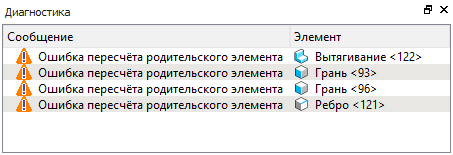 Диагностика
Сообщение Элемент
Ошибка пересчёта родительского элемента Вытягивание <122>
Ошибка пересчёта родительского элемента Грань <93>
Ошибка пересчёта родительского элемента Грань <96>
Ошибка пересчёта родительского элемента Ребро <121>